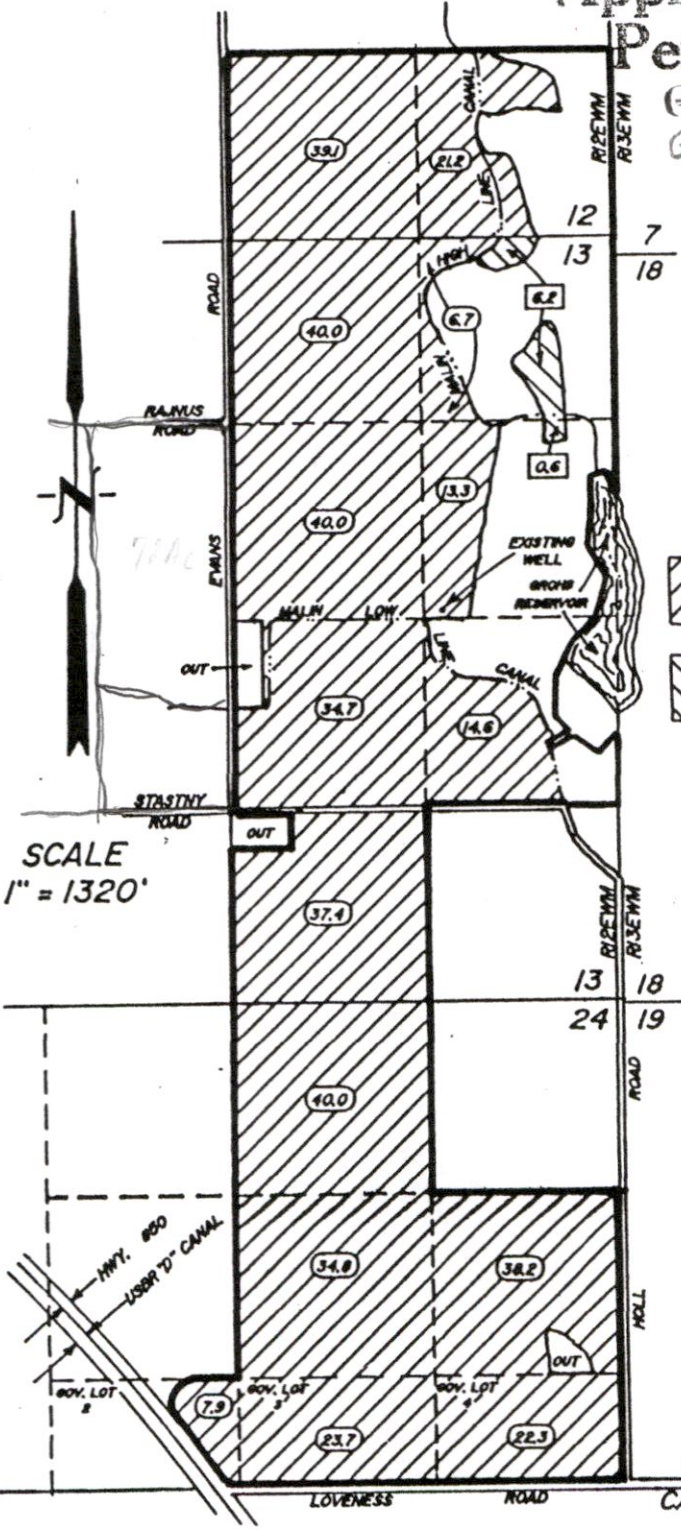 Pe
R12EWM
R13EWM
39.1
21.2
CANAL
LINE
12
7
13
18
HIGH
ROAD
6.2
40.0
6.7
MALIN
RAJNUS
ROAD
0.6
13.3
N
40.0
EVANS
EXISTING
WELL
GROHS
RESERVOIR
MALIN LOW
LINE
CANAL
OUT
34.7
14.6
STASTNY
ROAD
OUT
SCALE
1" = 1320'
37.4
R12EWM
R13EWM
13
18
24
19
ROAD
40.0
HWY. #50
USBR "D" CANAL
34.8
38.2
HOLL
OUT
GOV. LOT
2
GOV. LOT
3
GOV. LOT
4
7.9
23.7
22.3
LOVENESS ROAD